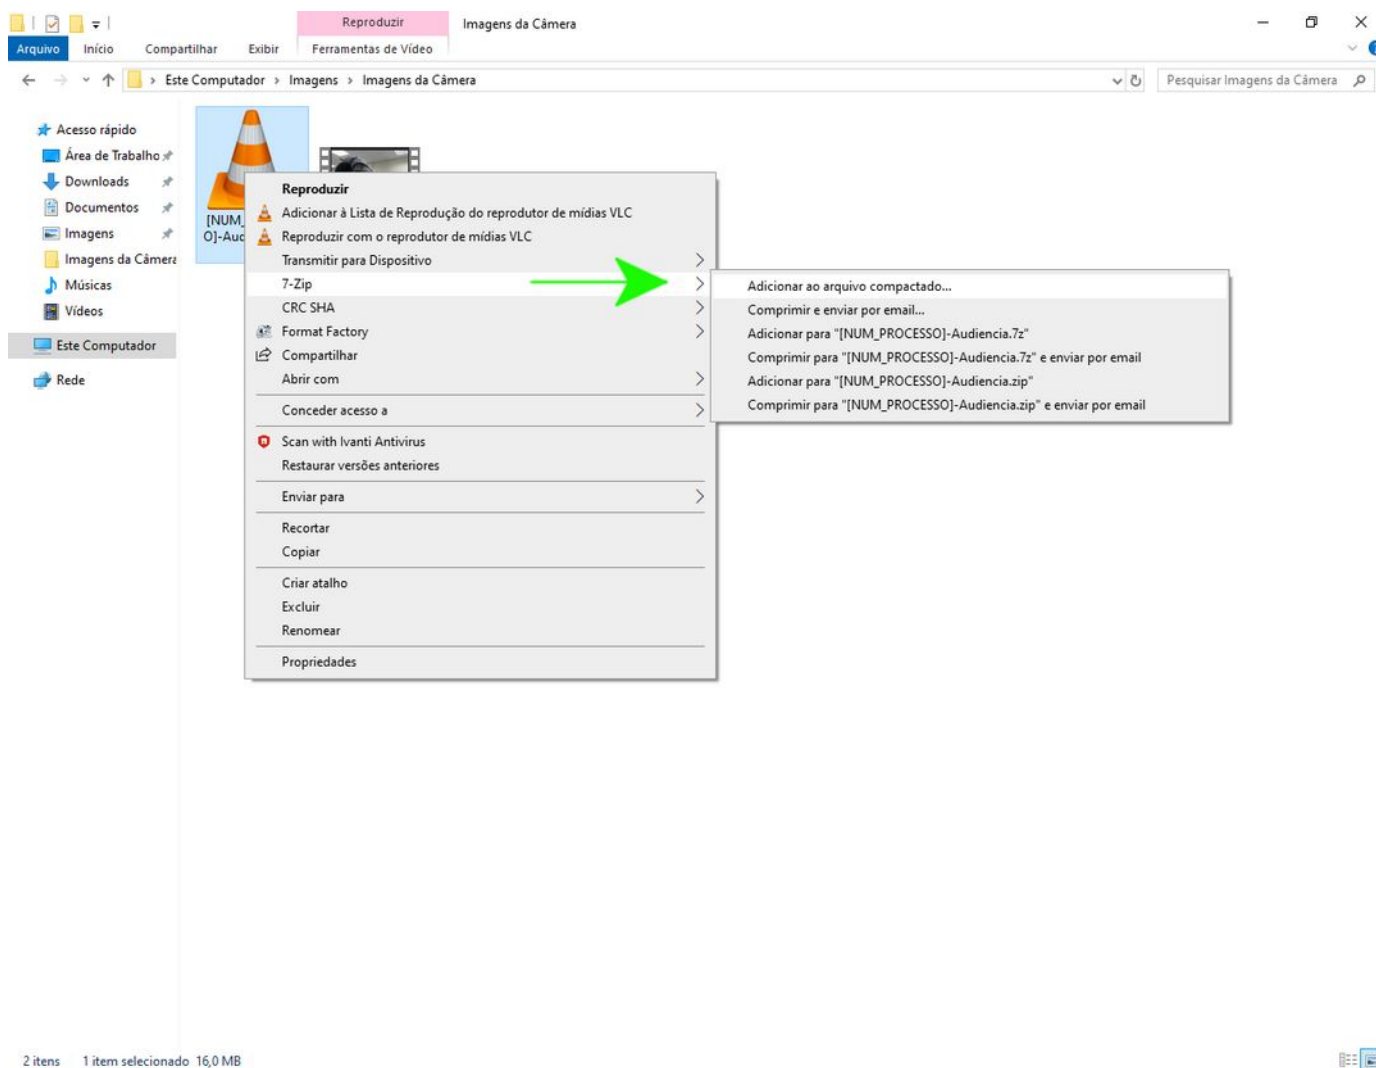 Reproduzir
Imagens da Câmera
Arquivo
Início
Compartilhar
Exibir
Ferramentas de Vídeo
Este Computador > Imagens > Imagens da Câmera
Pesquisar Imagens da Câmera
Acesso rápido
Área de Trabalho
Downloads
Documentos
Imagens
Imagens da Câmera
Músicas
Vídeos
Este Computador
Rede
[NUM_
O]-Aud
Reproduzir
Adicionar à Lista de Reprodução do reprodutor de mídias VLC
Reproduzir com o reprodutor de mídias VLC
Transmitir para Dispositivo
7-Zip
CRC SHA
Format Factory
Compartilhar
Abrir com
Conceder acesso a
Scan with Ivanti Antivirus
Restaurar versões anteriores
Enviar para
Recortar
Copiar
Criar atalho
Excluir
Renomear
Propriedades
Adicionar ao arquivo compactado...
Comprimir e enviar por email...
Adicionar para "[NUM_PROCESSO]-Audiencia.7z"
Comprimir para "[NUM_PROCESSO]-Audiencia.7z" e enviar por email
Adicionar para "[NUM_PROCESSO]-Audiencia.zip"
Comprimir para "[NUM_PROCESSO]-Audiencia.zip" e enviar por email
2 itens
1 item selecionado 16,0 MB